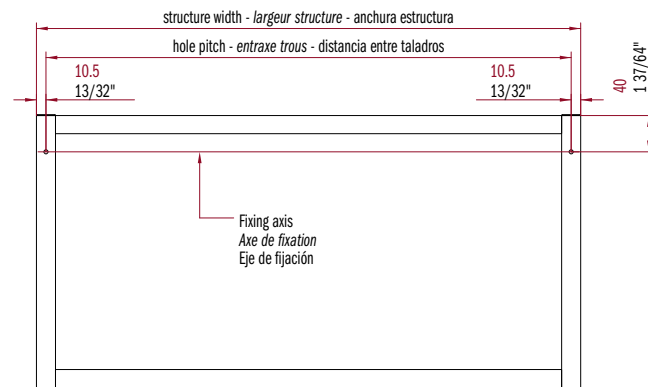 structure width - largeur structure - anchura estructura
hole pitch - entraxe trous - distancia entre taladros
10.5
13/32"
10.5
13/32"
40
1 37/64"
Fixing axis
Axe de fixation
Eje de fijación